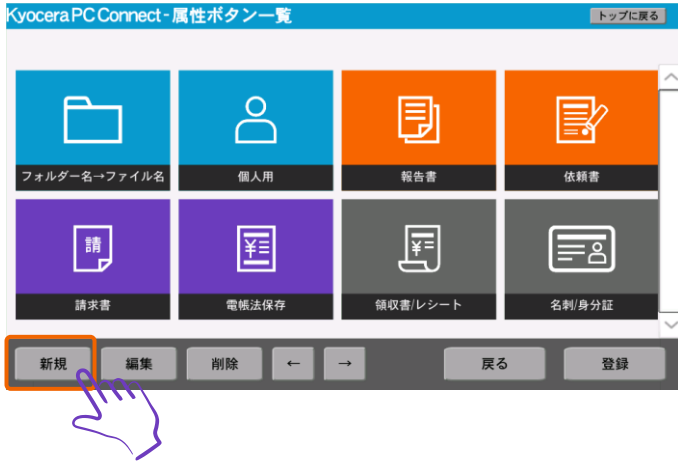 Kyocera PC Connect - 属性ボタン一覧
トップに戻る
フォルダー名→ファイル名
個人用
報告書
依頼書
請
¥
¥
請求書
電帳法保存
領収書/レシート
名刺/身分証
新規
編集
削除
←
→
戻る
登録